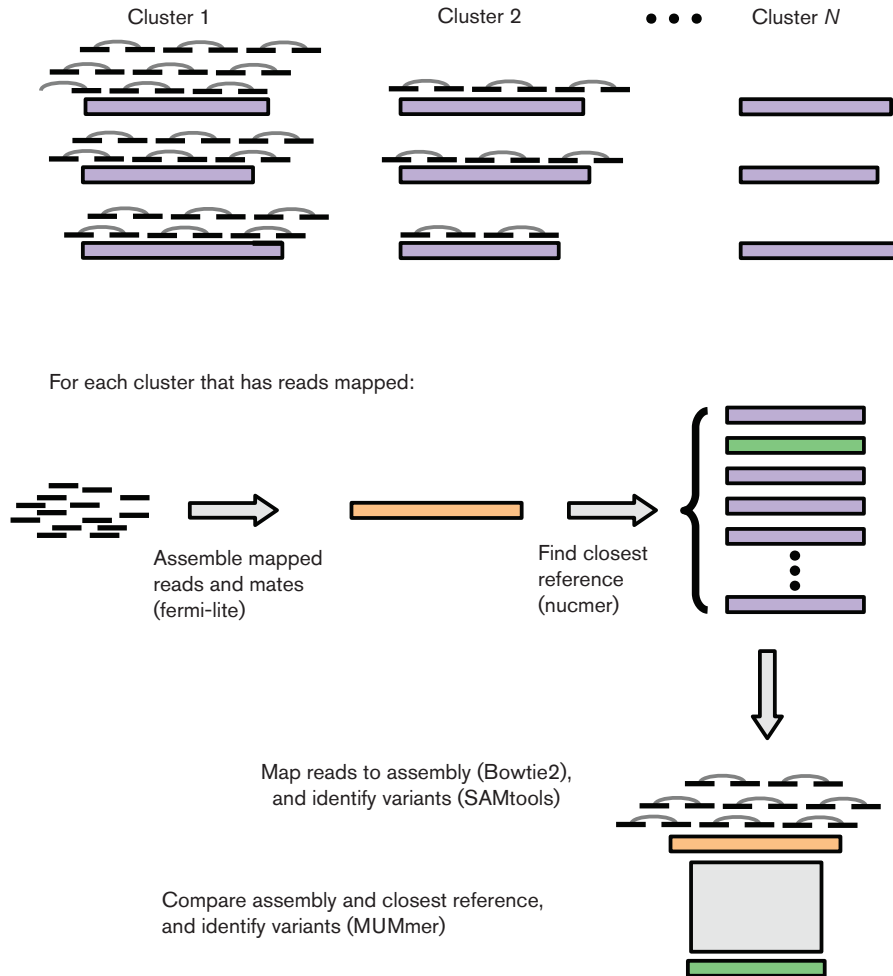 Cluster 1
Cluster 2
Cluster N
For each cluster that has reads mapped:
Assemble mapped
reads and mates
(fermi-lite)
Find closest
reference
(nucmer)
Map reads to assembly (Bowtie2),
and identify variants (SAMtools)
Compare assembly and closest reference,
and identify variants (MUMmer)